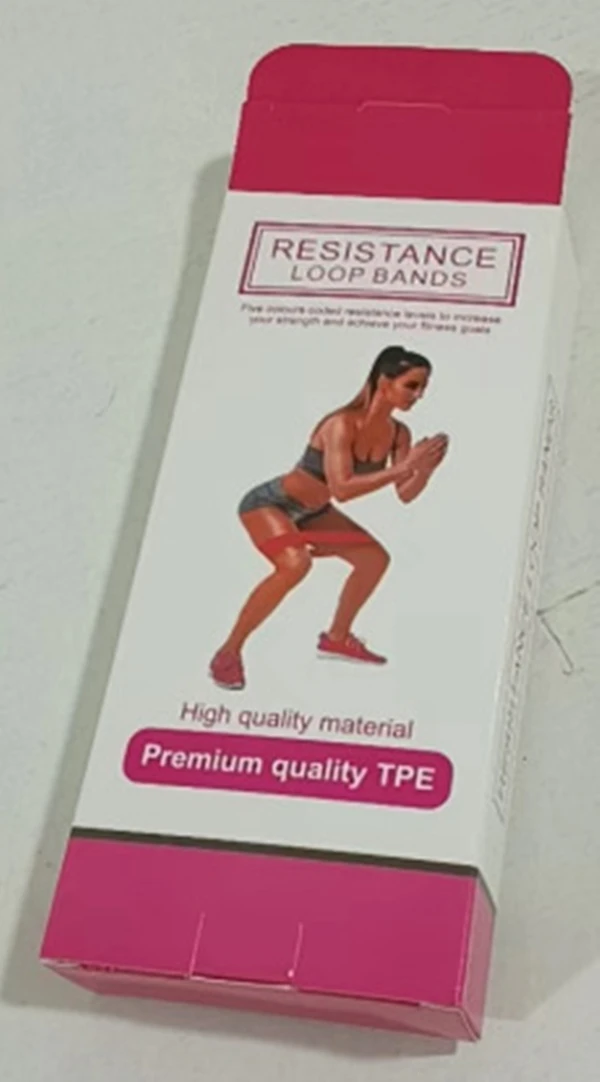 RESISTANCE
LOOP BANDS
Five colours coded resistance levels to increase
your strength and achieve your fitness goals
High quality material
Premium quality TPE